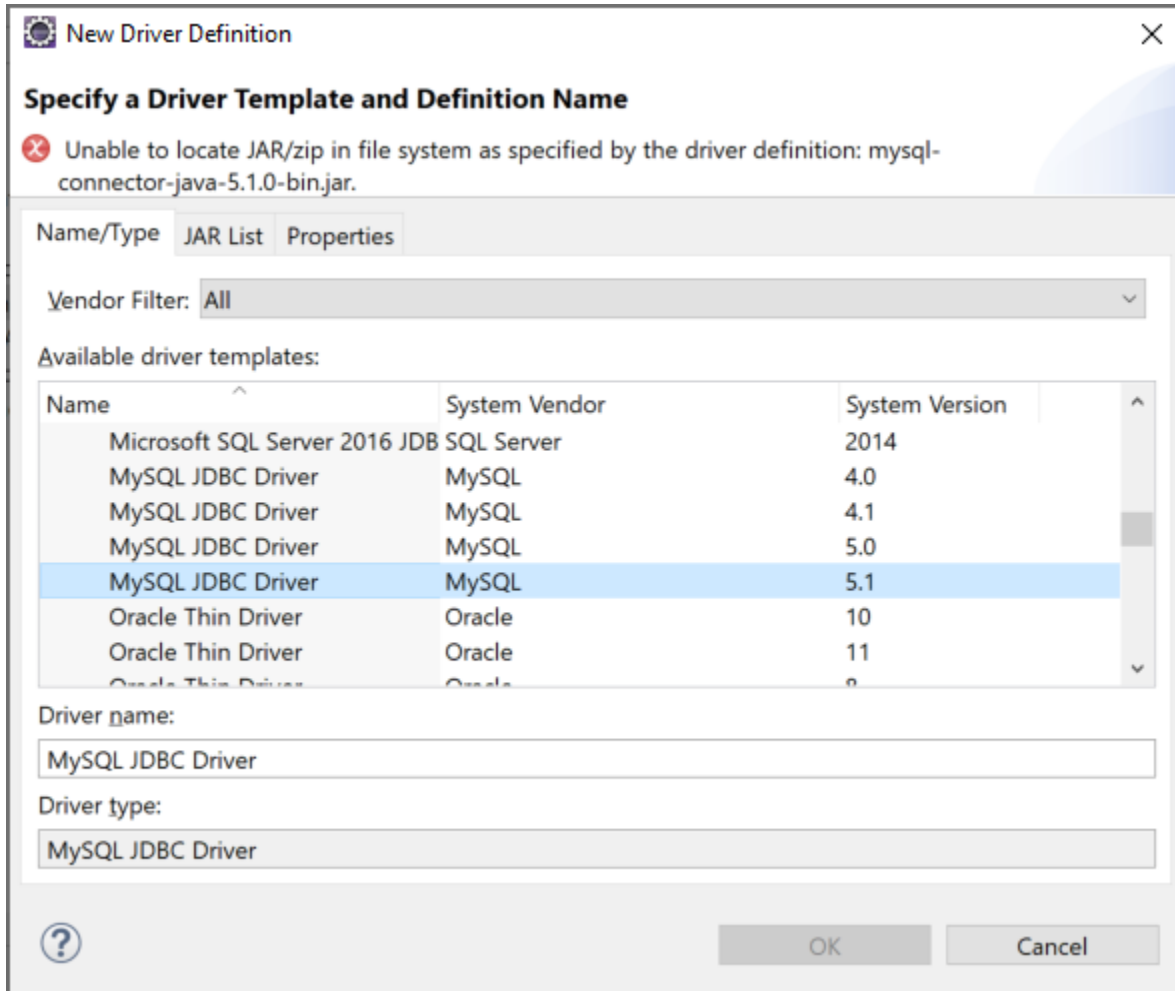 New Driver Definition
Specify a Driver Template and Definition Name
Unable to locate JAR/zip in file system as specified by the driver definition: mysql-
connector-java-5.1.0-bin.jar.
Name/Type JAR List Properties
Vendor Filter: All
Available driver templates:
Name System Vendor System Version
Microsoft SQL Server 2016 JDB SQL Server 2014
MySQL JDBC Driver MySQL 4.0
MySQL JDBC Driver MySQL 4.1
MySQL JDBC Driver MySQL 5.0
MySQL JDBC Driver MySQL 5.1
Oracle Thin Driver Oracle 10
Oracle Thin Driver Oracle 11
Oracle Thin Driver Oracle 8
Driver name:
MySQL JDBC Driver
Driver type:
MySQL JDBC Driver
OK Cancel